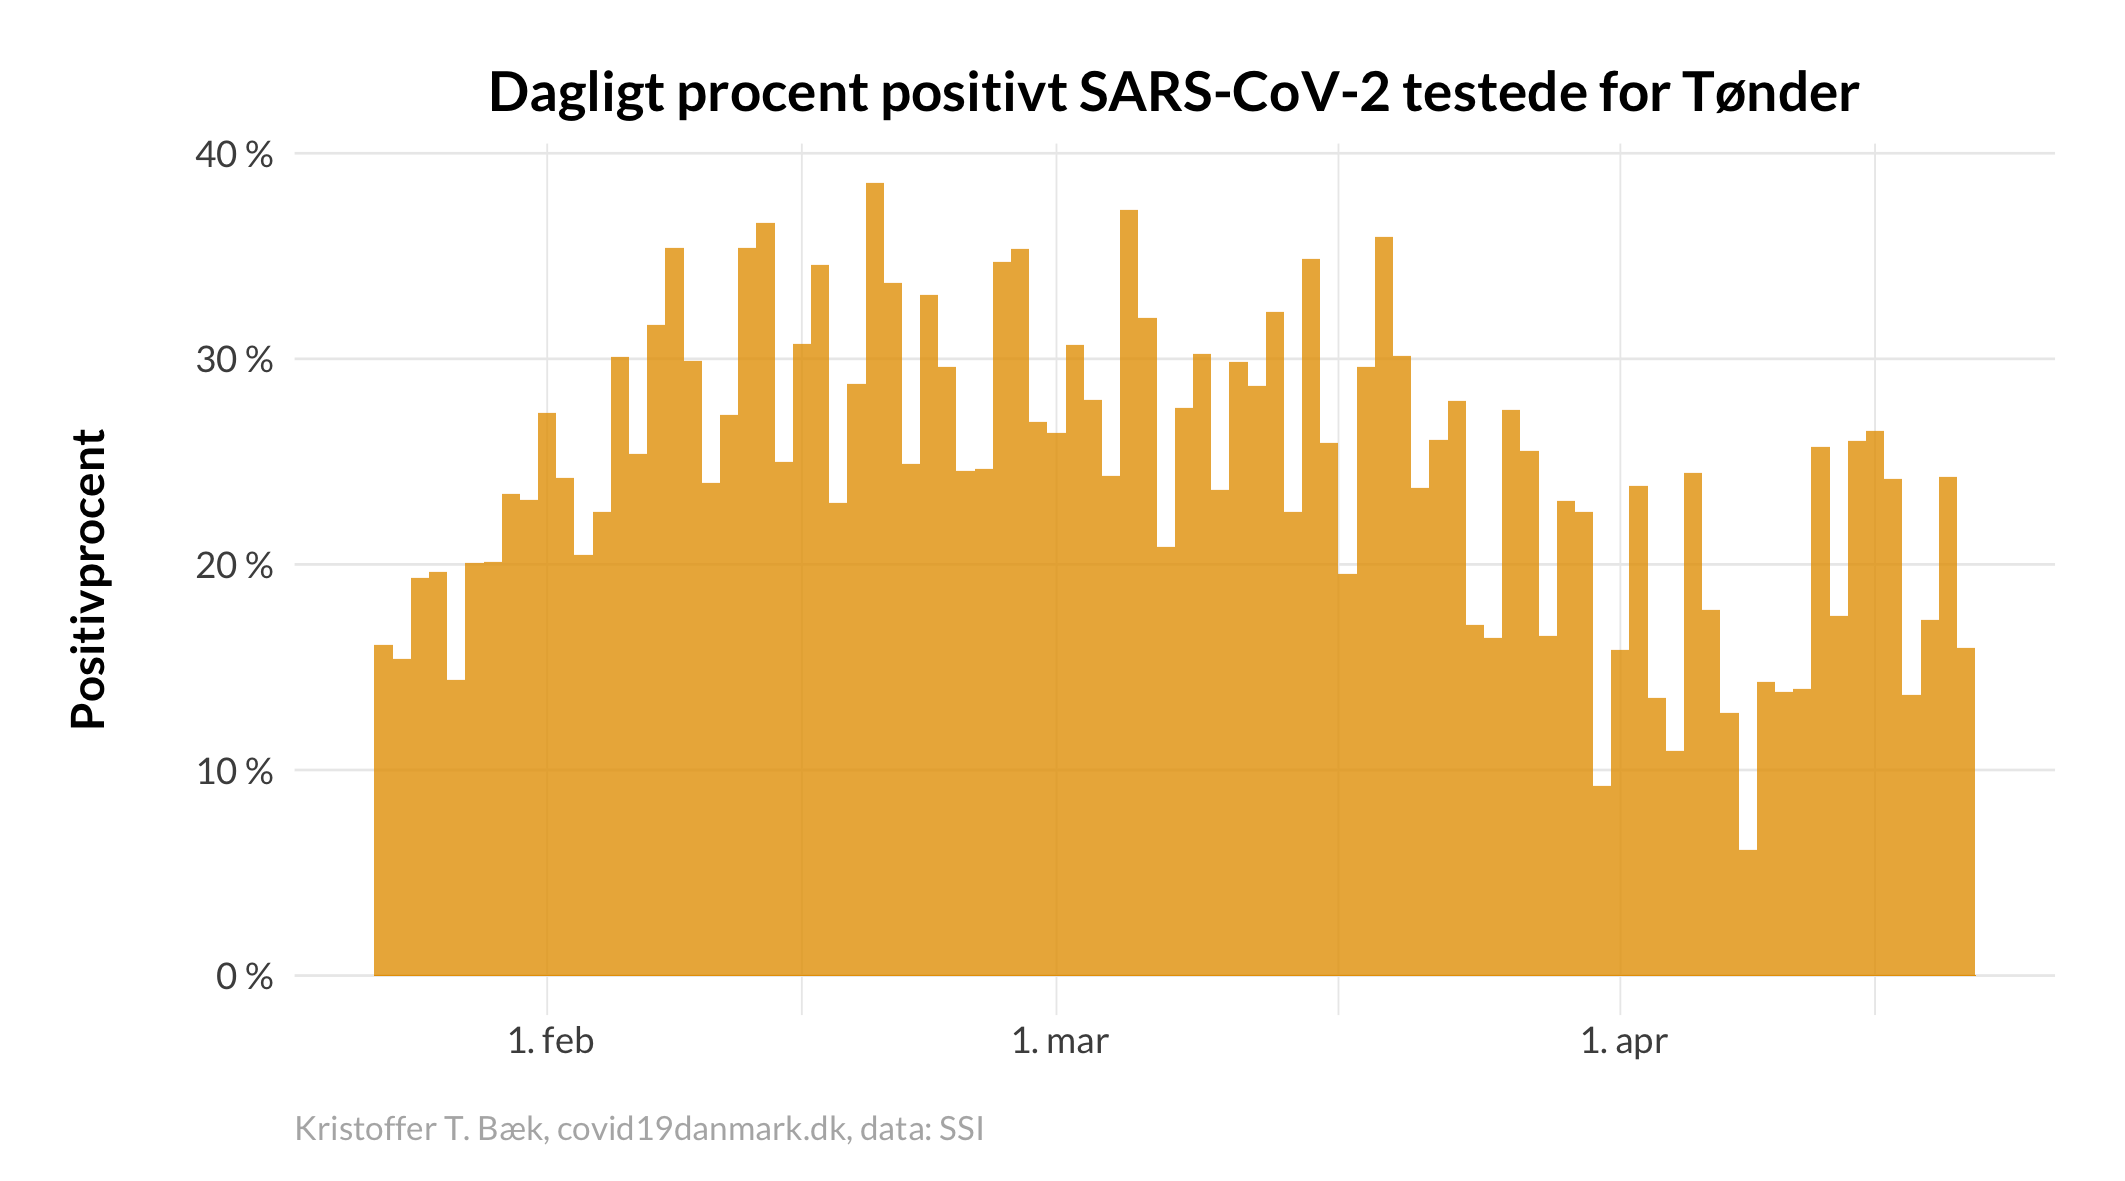 Dagligt procent positivt SARS-CoV-2 testede for Tønder
Positivprocent
40 %
30 %
20 %
10 %
0 %
1. feb
1. mar
1. apr
Kristoffer T. Bæk, covid19danmark.dk, data: SSI